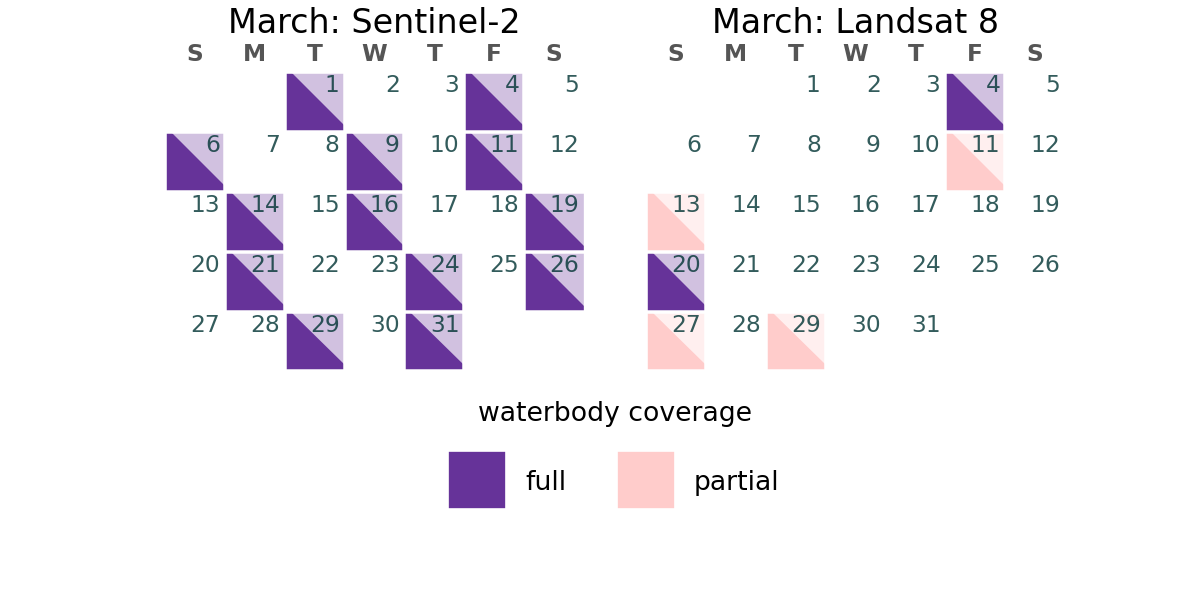 March: Sentinel-2
S M T W T F S
1 2 3 4 5
6 7 8 9 10 11 12
13 14 15 16 17 18 19
20 21 22 23 24 25 26
27 28 29 30 31
March: Landsat 8
S M T W T F S
1 2 3 4 5
6 7 8 9 10 11 12
13 14 15 16 17 18 19
20 21 22 23 24 25 26
27 28 29 30 31
waterbody coverage
full partial